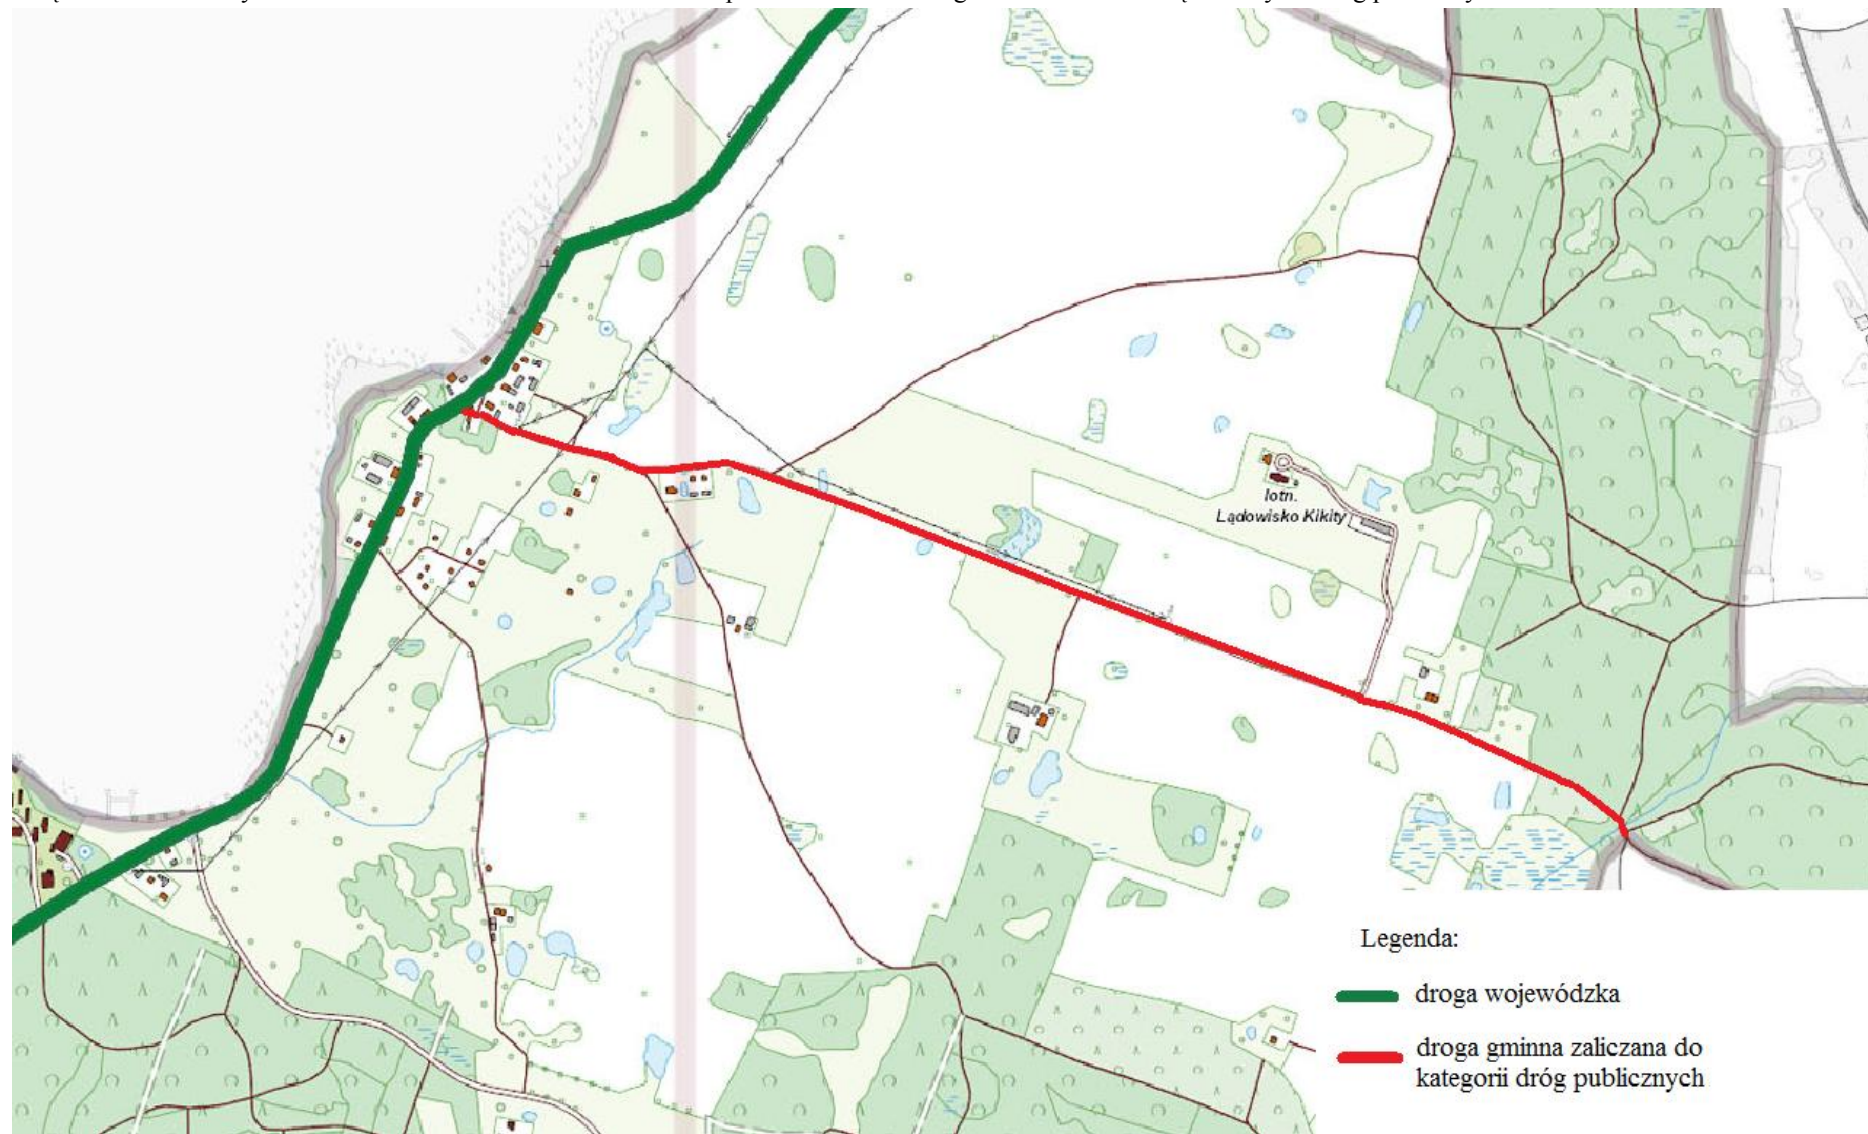 lotn.
Lądowisko Kikity
Legenda:
droga wojewódzka
droga gminna zaliczana do
kategorii dróg publicznych